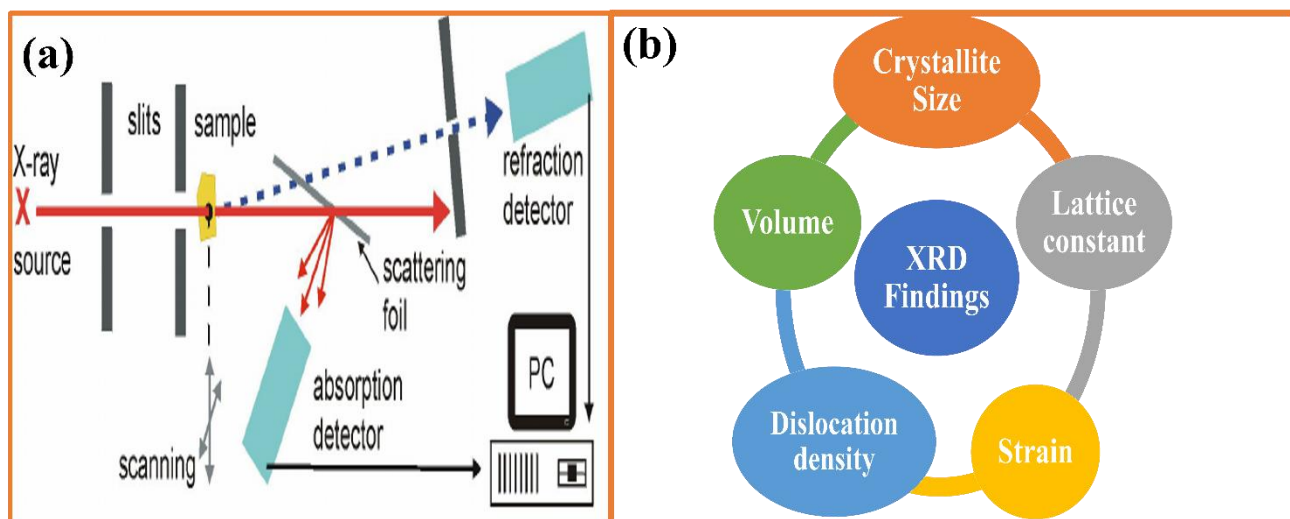 (a)
slits
sample
X-ray
X
source
refraction
detector
scattering
foil
absorption
detector
scanning
PC
(b)
Crystallite
Size
Volume
Lattice
constant
XRD
Findings
Dislocation
density
Strain